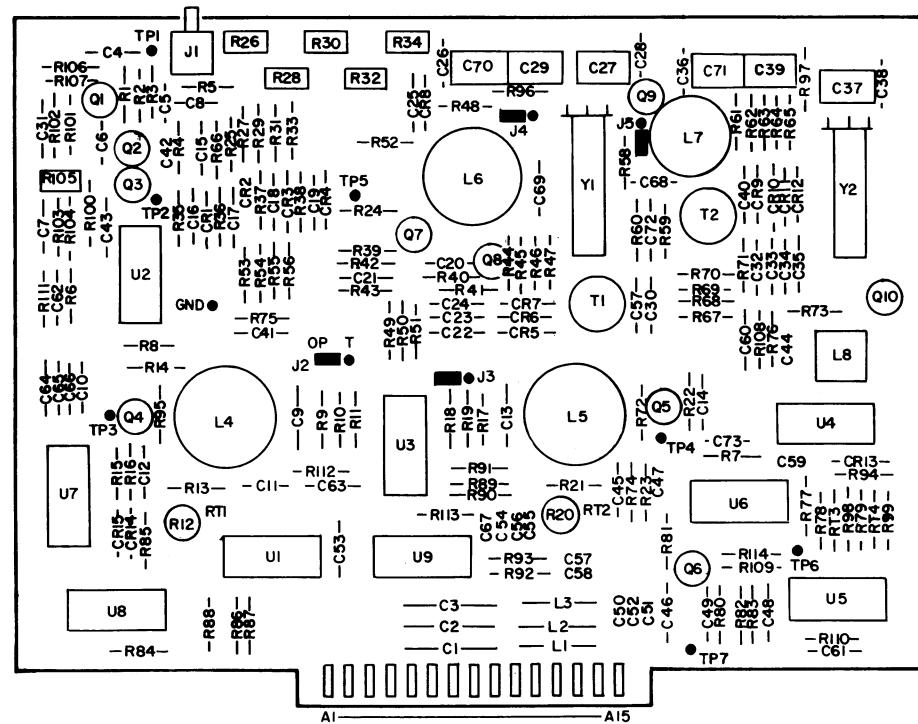 TP1
C4
J1
R26
R30
R34
C26
C70
C29
C27
C28
C36
C71
C39
R97
C37
C38
R106
R107
R5
R28
R32
R96
Q1
R1
R2
R3
C5
C8
C25
CR8
R48
Q9
C31
R102
R101
C6
Q2
R4
C42
C15
R66
R25
R27
R29
R31
R33
R52
J4
J5
L7
R61
R62
R63
R64
R65
R58
L6
Y1
C68
Y2
R105
Q3
TP2
R100
C43
R35
C16
CR1
R36
C17
CR2
R37
C18
CR3
R38
C19
CR4
TP5
R24
C69
T2
C40
CR9
CR10
CR11
CR12
C7
R103
R104
U2
Q7
R60
C72
R59
R39
R42
C21
R43
C20
R40
R41
Q8
R44
R45
R46
R47
R53
R54
R55
R56
R71
C32
C33
C34
C35
R70
R69
R68
R67
R111
C62
R6
GND
R75
C41
C24
C23
C22
CR7
CR6
CR5
T1
C57
C30
Q10
R73
R49
R50
R51
C60
R108
R76
C44
L8
R8
R14
OP
T
J2
J3
C64
C65
C66
C10
TP3
Q4
R95
L4
C9
R9
R10
R11
U3
R18
R19
R17
C13
L5
R72
Q5
R22
C14
TP4
U4
C73
R7
C59
CR13
R94
U7
R15
R16
C12
R112
R13
C11
C63
R91
R89
R90
R21
C45
R74
R23
C47
U6
R77
R78
RT3
R98
R79
RT4
R99
CR15
CR14
R85
R12
RT1
R113
C67
C54
C56
C55
R20
RT2
R81
U1
C53
U9
R93
R92
C57
C58
Q6
R114
R109
TP6
U8
R88
R86
R87
C3
C2
C1
L3
L2
L1
C50
C52
C51
C46
C49
R80
R82
R83
C48
U5
R84
TP7
R110
C61
A1
A15